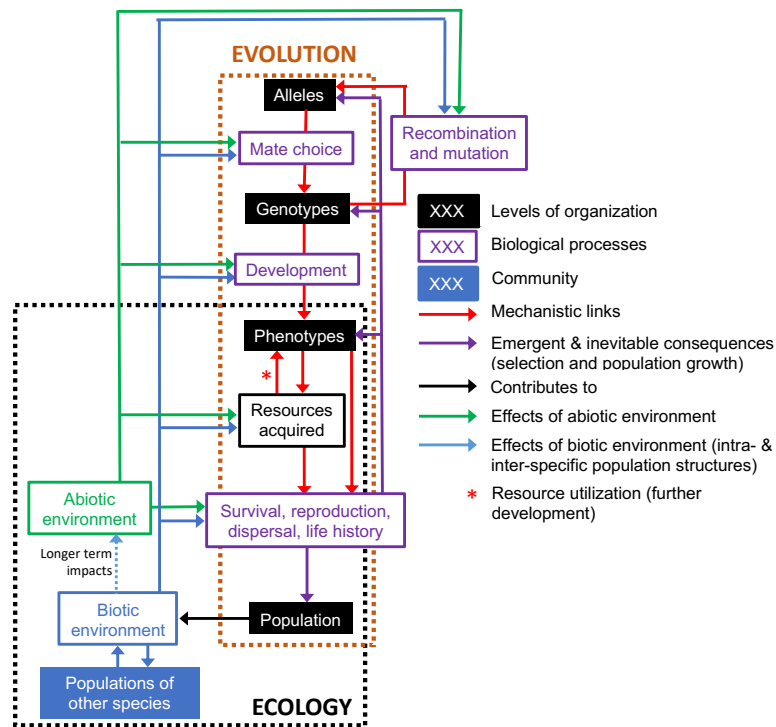 EVOLUTION
Alleles
Mate choice
Recombination
and mutation
Genotypes
Development
Phenotypes
*
Resources
acquired
Abiotic
environment
Survival, reproduction,
dispersal, life history
Longer term
impacts
Biotic
environment
Population
Populations of
other species
ECOLOGY
XXX
Levels of organization
XXX
Biological processes
XXX
Community
Mechanistic links
Emergent & inevitable consequences
(selection and population growth)
Contributes to
Effects of abiotic environment
Effects of biotic environment (intra- &
inter-specific population structures)
* Resource utilization (further
development)